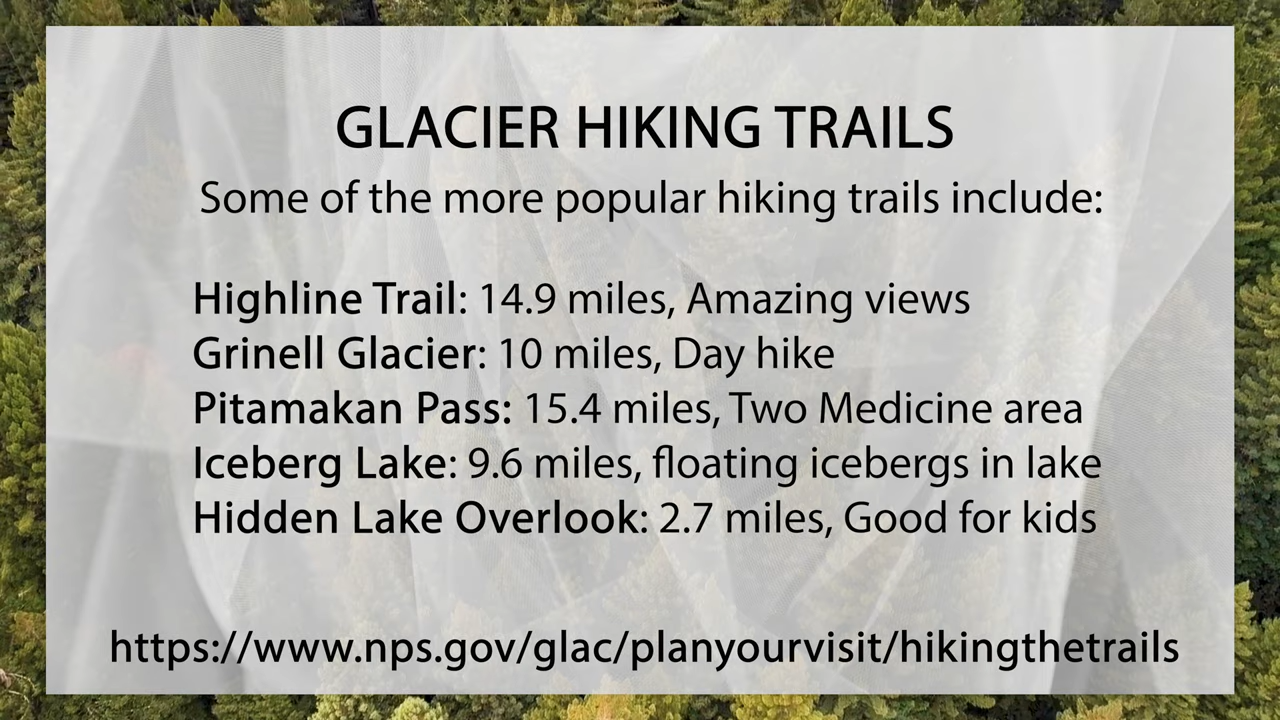 GLACIER HIKING TRAILS
Some of the more popular hiking trails include:
Highline Trail: 14.9 miles, Amazing views
Grinell Glacier: 10 miles, Day hike
Pitamakan Pass: 15.4 miles, Two Medicine area
Iceberg Lake: 9.6 miles, floating icebergs in lake
Hidden Lake Overlook: 2.7 miles, Good for kids
https://www.nps.gov/glac/planyourvisit/hikingthetrails